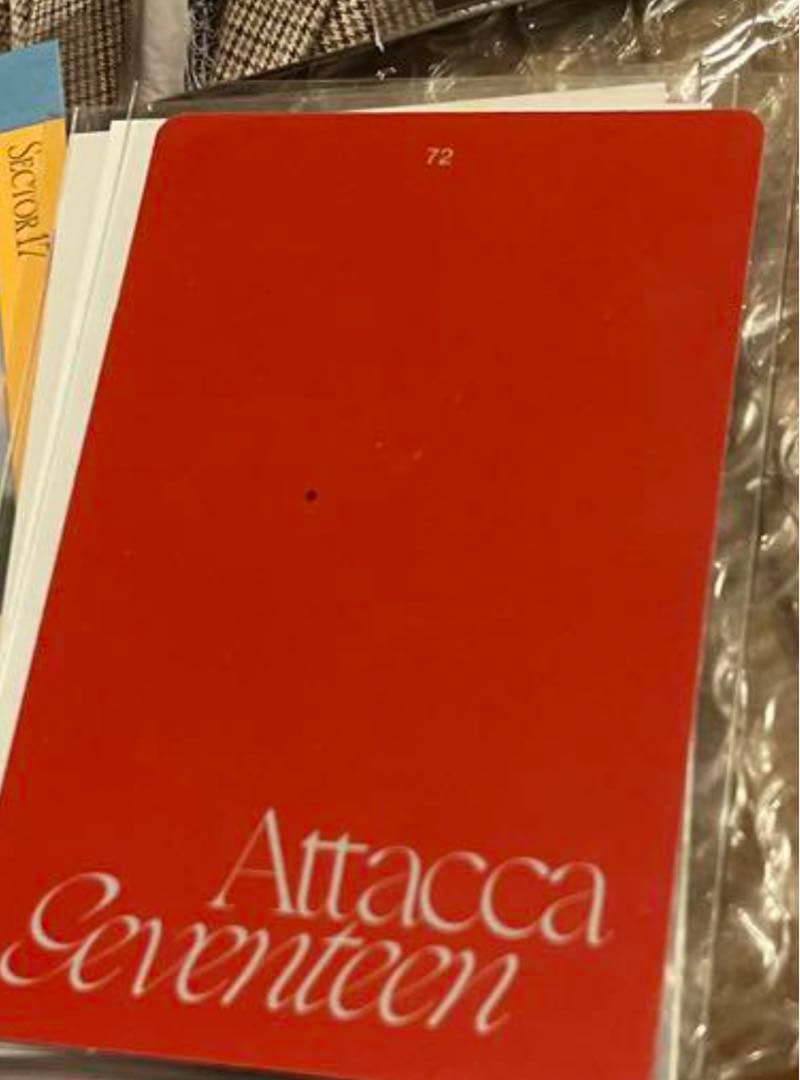 72
SECTOR 17
Attacca
Seventeen